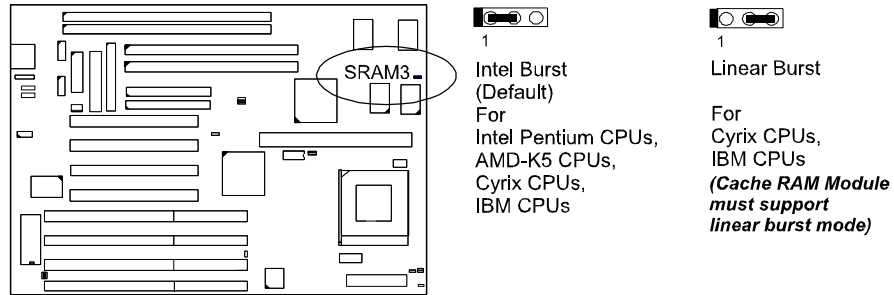 SRAM3
1
Intel Burst
(Default)
For
Intel Pentium CPUs,
AMD-K5 CPUs,
Cyrix CPUs,
IBM CPUs
1
Linear Burst
For
Cyrix CPUs,
IBM CPUs
(Cache RAM Module
must support
linear burst mode)